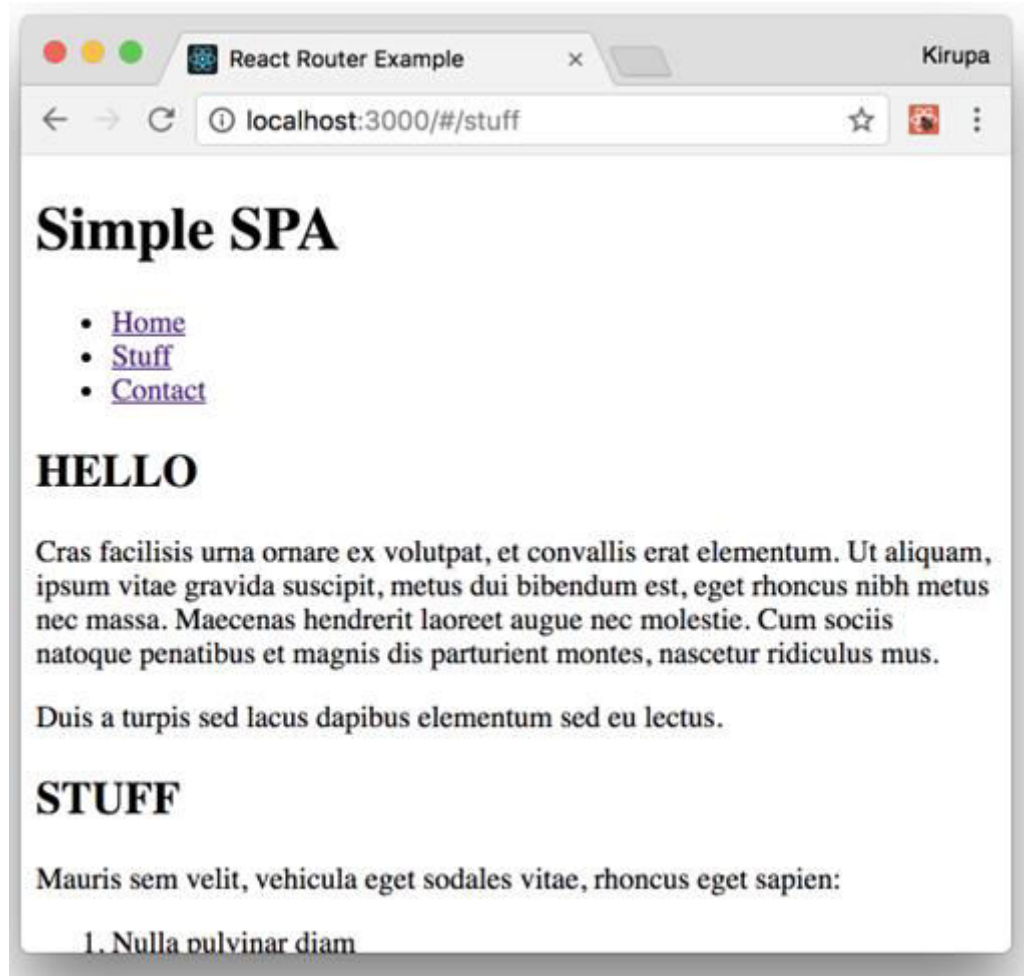 React Router Example
Kirupa
localhost:3000/#/stuff
Simple SPA
Home
Stuff
Contact
HELLO
Cras facilisis urna ornare ex volutpat, et convallis erat elementum. Ut aliquam,
ipsum vitae gravida suscipit, metus dui bibendum est, eget rhoncus nibh metus
nec massa. Maecenas hendrerit laoreet augue nec molestie. Cum sociis
natoque penatibus et magnis dis parturient montes, nascetur ridiculus mus.
Duis a turpis sed lacus dapibus elementum sed eu lectus.
STUFF
Mauris sem velit, vehicula eget sodales vitae, rhoncus eget sapien:
1. Nulla pulvinar diam